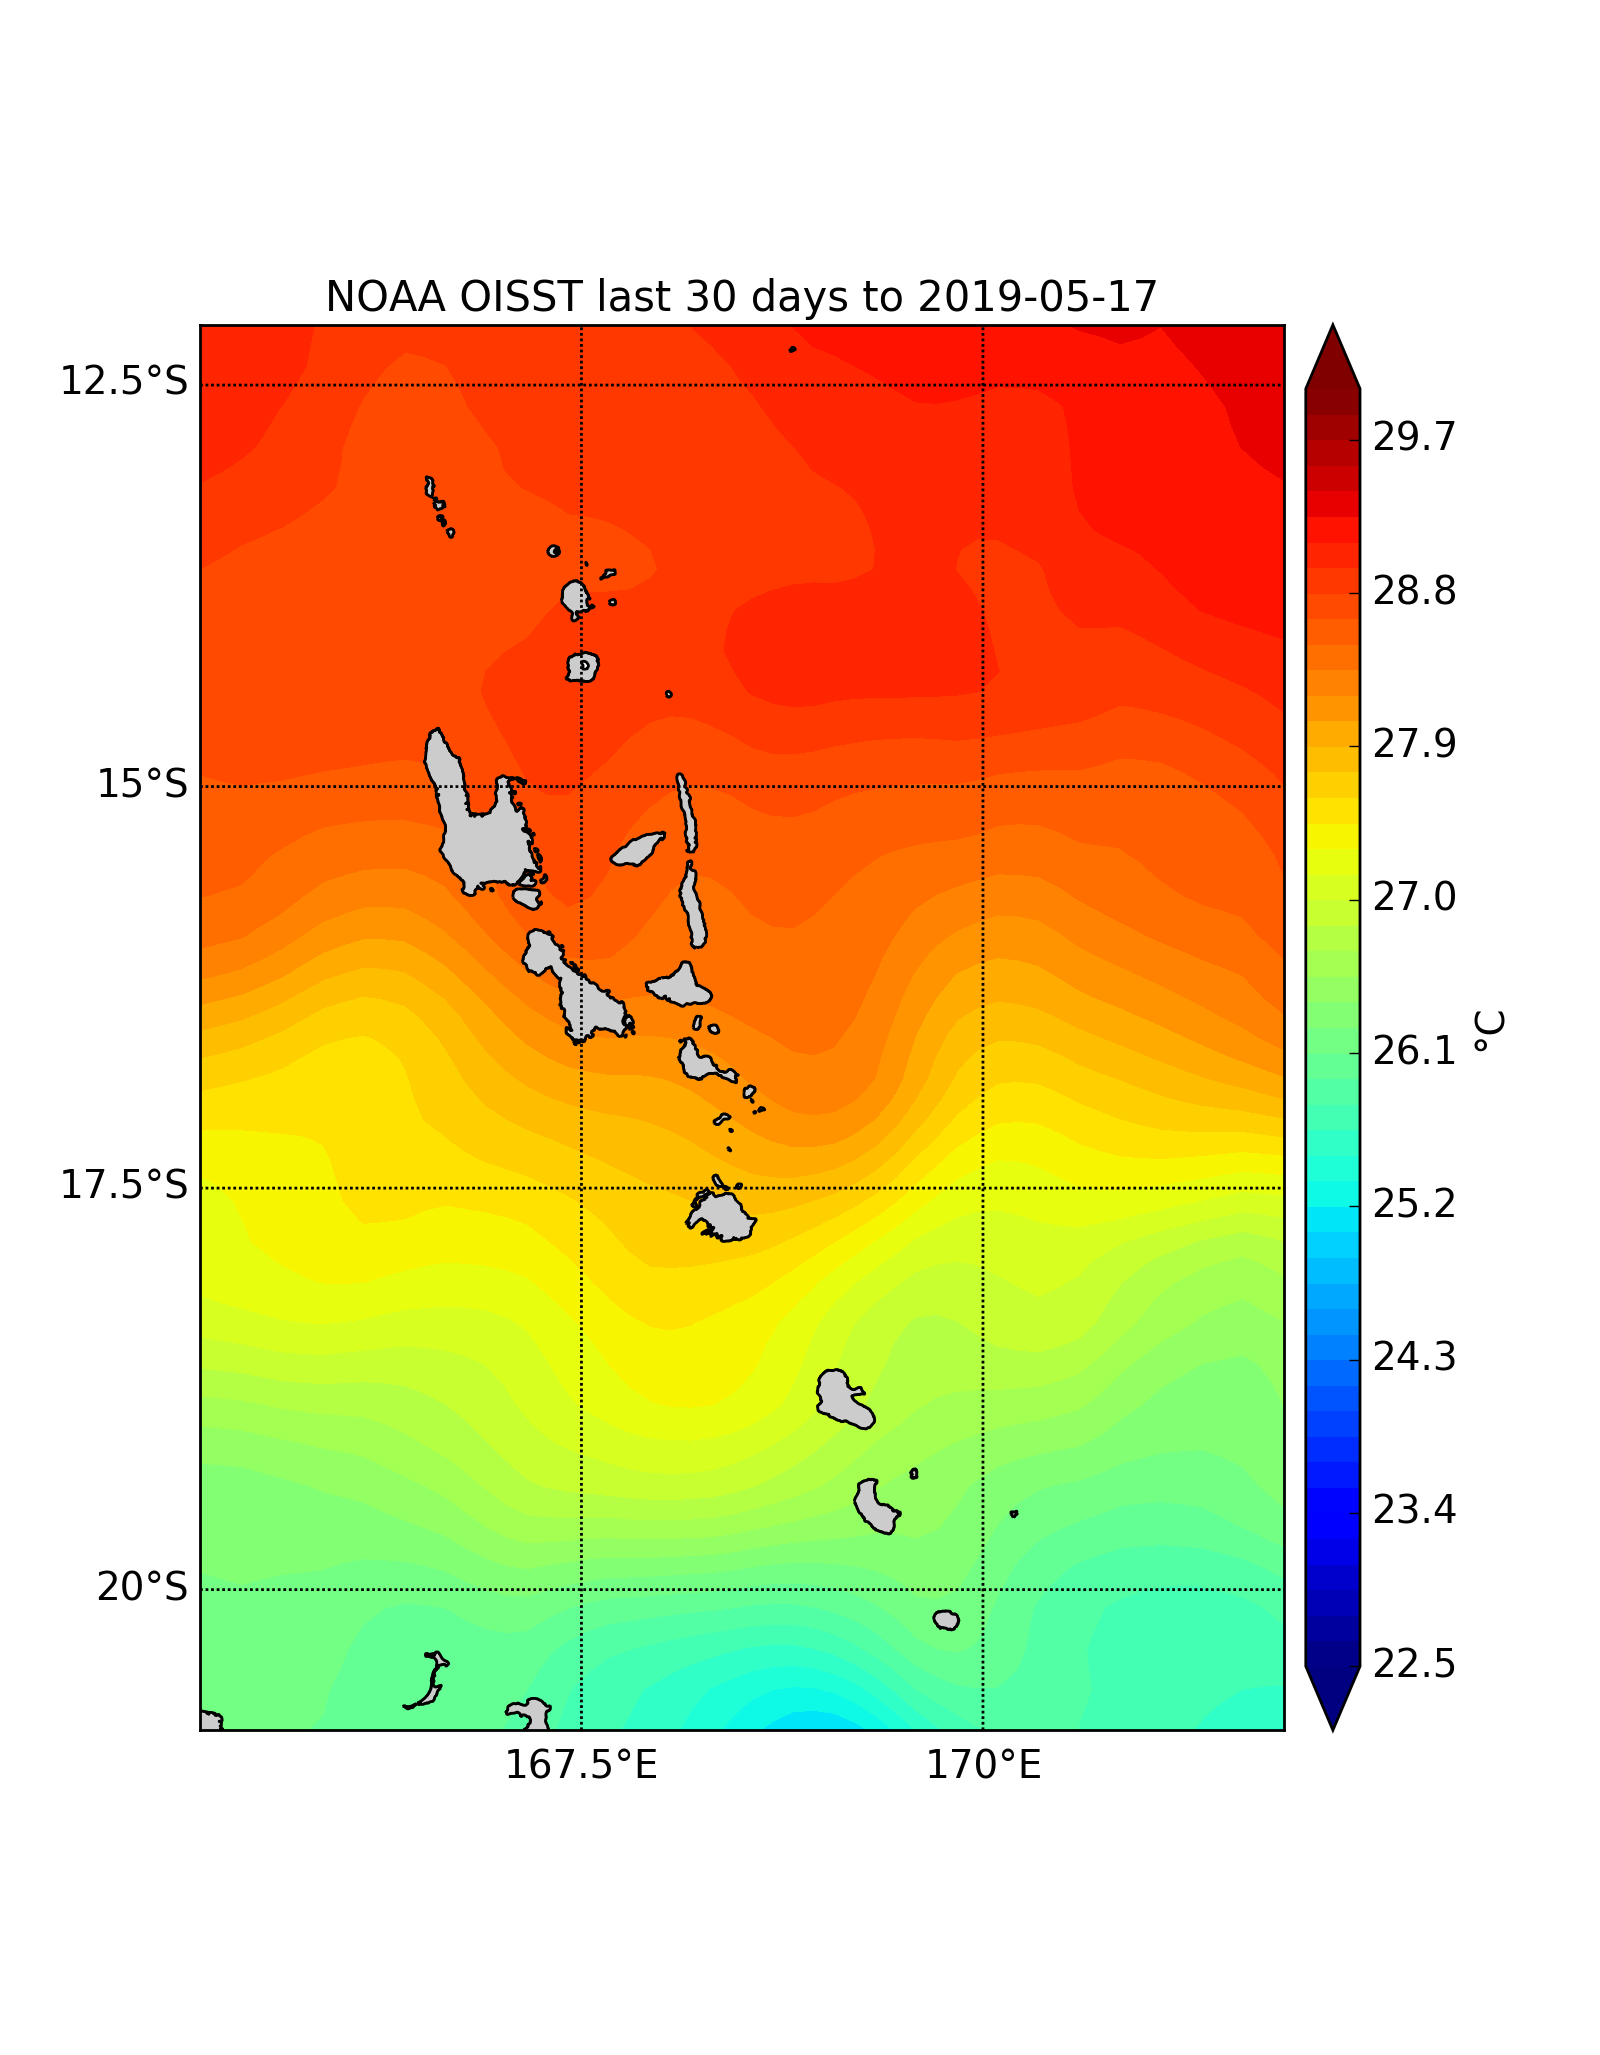 NOAA OISST last 30 days to 2019-05-17
12.5°S
15°S
17.5°S
20°S
167.5°E
170°E
29.7
28.8
27.9
27.0
26.1
25.2
24.3
23.4
22.5
°C